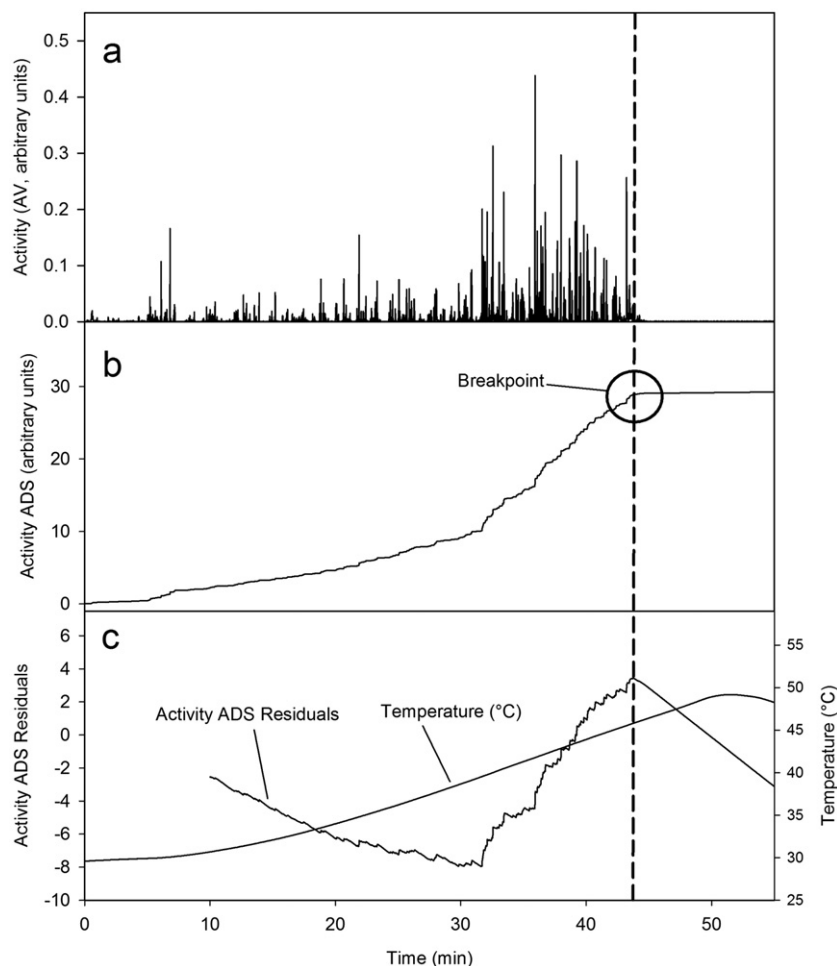 a
Activity (AV, arbitrary units)
0.5
0.4
0.3
0.2
0.1
0.0
b
Activity ADS (arbitrary units)
30
20
10
0
Breakpoint
c
Activity ADS Residuals
6
4
2
0
-2
-4
-6
-8
-10
Activity ADS Residuals
Temperature (°C)
55
50
45
40
35
30
25
Temperature (°C)
0 10 20 30 40 50
Time (min)